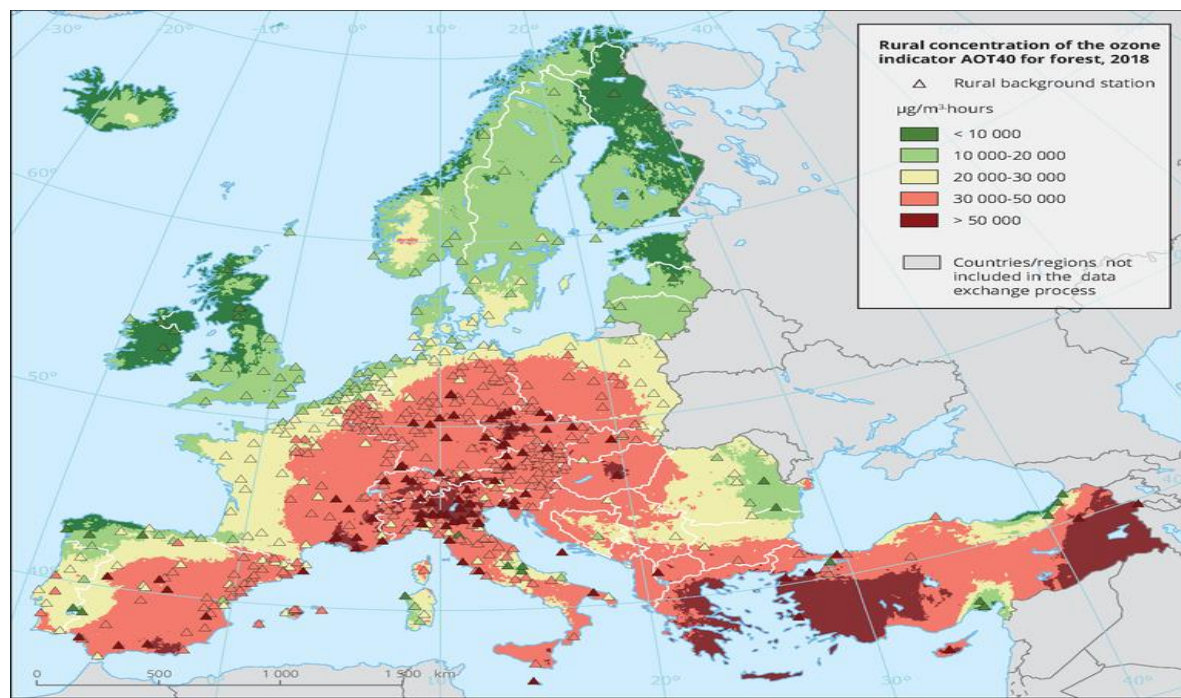 -30°
-20°
-10°
0°
10°
20°
Rural concentration of the ozone
indicator AOT40 for forest, 2018
Rural background station
µg/m³·hours
< 10 000
10 000-20 000
20 000-30 000
30 000-50 000
> 50 000
Countries/regions not
included in the data
exchange process
60°
50°
40°
0 500 1 000 1 500 km
20°
30°
40°